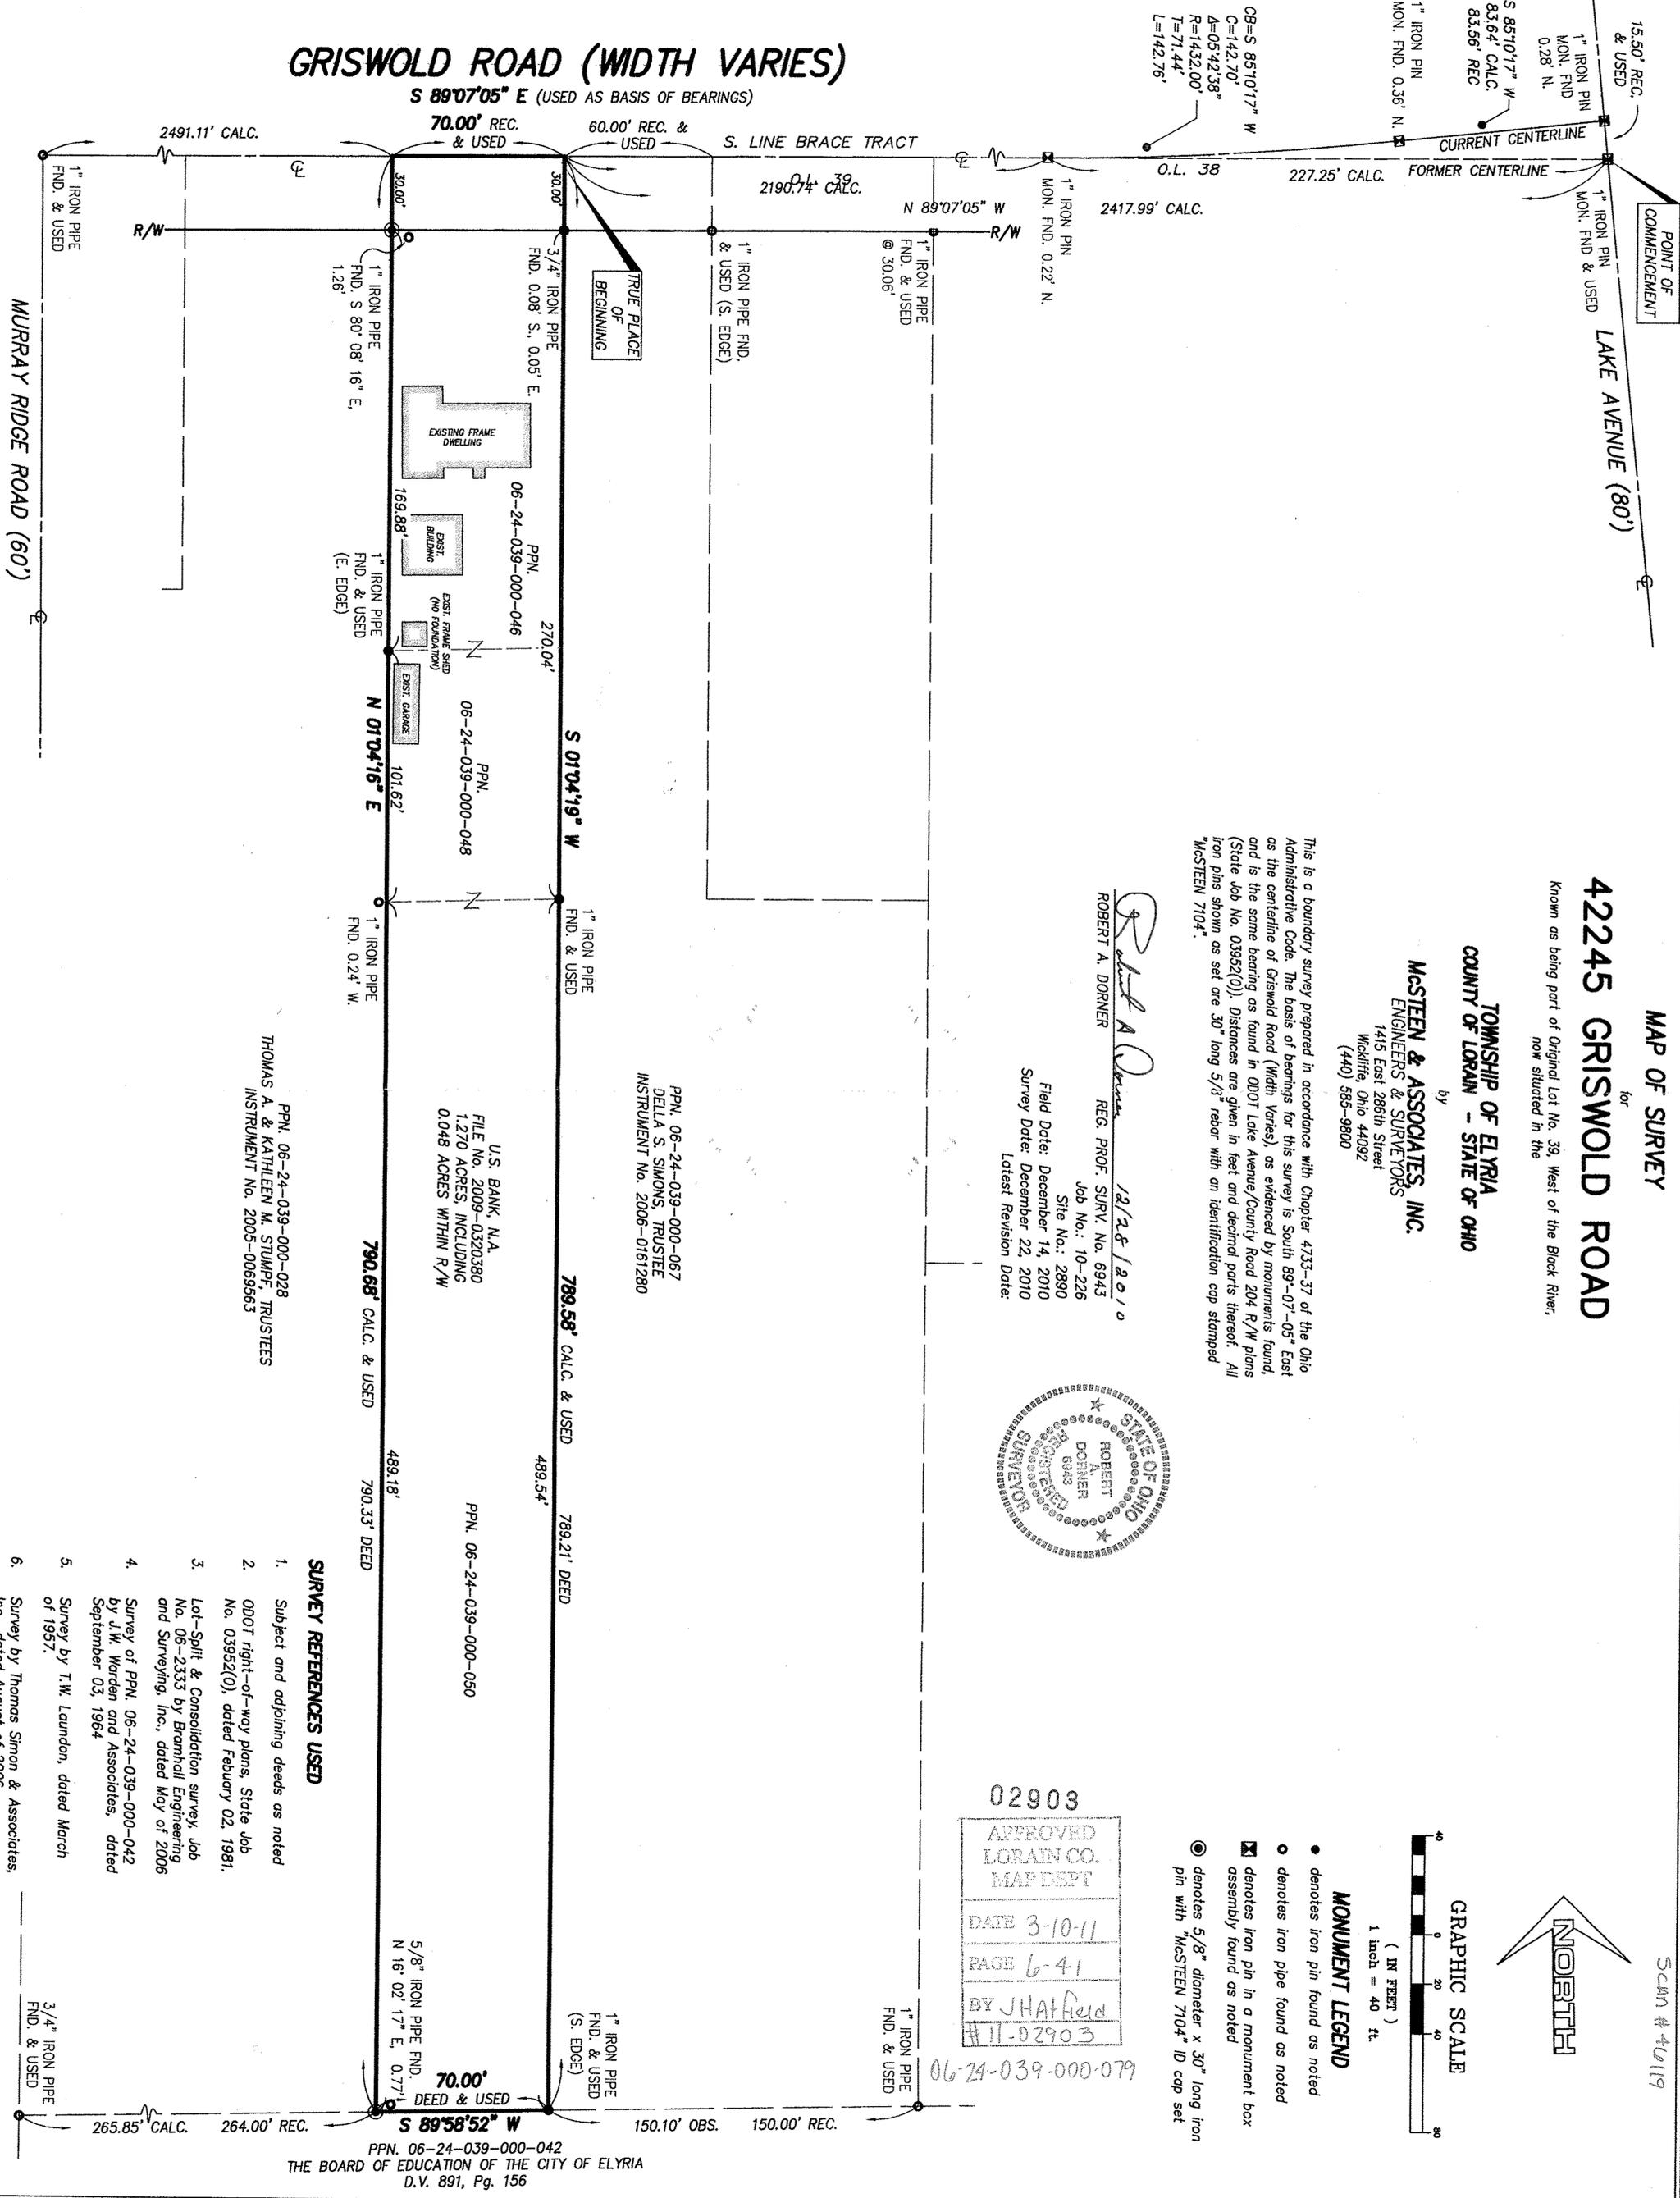 Scan # 46119
MAP OF SURVEY
for
42245 GRISWOLD ROAD
Known as being part of Original Lot No. 39, West of the Black River,
now situated in the
TOWNSHIP OF ELYRIA
COUNTY OF LORAIN - STATE OF OHIO
by
McSTEEN & ASSOCIATES, INC.
ENGINEERS & SURVEYORS
1415 East 286th Street
Wickliffe, Ohio 44092
(440) 585-9800
This is a boundary survey prepared in accordance with Chapter 4733-37 of the Ohio
Administrative Code. The basis of bearings for this survey is South 89°-07'-05" East
as the centerline of Griswold Road (Width Varies), as evidenced by monuments found,
and is the same bearing as found in ODOT Lake Avenue/County Road 204 R/W plans
(State Job No. 03952(0)). Distances are given in feet and decimal parts thereof. All
iron pins shown as set are 30" long 5/8" rebar with an identification cap stamped
"McSTEEN 7104".
Robert A Dorner 12/28/2010
ROBERT A. DORNER REG. PROF. SURV. No. 6943
Job No.: 10-226
Site No.: 2890
Field Date: December 14, 2010
Survey Date: December 22, 2010
Latest Revision Date:
STATE OF OHIO
ROBERT
A.
DORNER
6943
REGISTERED
SURVEYOR
NORTH
GRAPHIC SCALE
40 0 20 40 80
( IN FEET )
1 inch = 40 ft.
MONUMENT LEGEND
denotes iron pin found as noted
denotes iron pipe found as noted
denotes iron pin in a monument box
assembly found as noted
denotes 5/8" diameter x 30" long iron
pin with "McSTEEN 7104" ID cap set
02903
APPROVED
LORAIN CO.
MAP DEPT
DATE 3-10-11
PAGE 6-41
BY JHAtfield
# 11-02903
06-24-039-000-079
GRISWOLD ROAD (WIDTH VARIES)
S 89°07'05" E (USED AS BASIS OF BEARINGS)
2491.11' CALC.
70.00' REC.
& USED
60.00' REC. &
USED
S. LINE BRACE TRACT
O.L. 39
2190.74' CALC.
O.L. 38
227.25' CALC.
CURRENT CENTERLINE
FORMER CENTERLINE
N 89°07'05" W
2417.99' CALC.
R/W
R/W
CB=S 85°10'17" W
C=142.70'
Δ=05°42'38"
R=1432.00'
T=71.44'
L=142.76'
1" IRON PIN
MON. FND. 0.36' N.
S 85°10'17" W
83.64' CALC.
83.56' REC
1" IRON PIN
MON. FND
0.28' N.
15.50' REC.
& USED
POINT OF
COMMENCEMENT
1" IRON PIN
MON. FND & USED
LAKE AVENUE (80')
1" IRON PIN
MON. FND. 0.22' N.
1" IRON PIPE
FND. & USED
@ 30.06'
1" IRON PIPE FND.
& USED (S. EDGE)
TRUE PLACE
OF
BEGINNING
3/4" IRON PIPE
FND. 0.08' S., 0.05' E.
30.00'
30.00'
1" IRON PIPE
FND. S 80° 08' 16" E,
1.26'
1" IRON PIPE
FND. & USED
MURRAY RIDGE ROAD (60')
EXISTING FRAME
DWELLING
EXIST.
BUILDING
EXIST. FRAME SHED
(NO FOUNDATION)
EXIST. GARAGE
169.88'
PPN.
06-24-039-000-046
270.04'
1" IRON PIPE
FND. & USED
(E. EDGE)
PPN.
06-24-039-000-048
S 01°04'19" W
N 01°04'16" E
101.62'
1" IRON PIPE
FND. & USED
1" IRON PIPE
FND. 0.24' W.
PPN. 06-24-039-000-067
DELLA S. SIMONS, TRUSTEE
INSTRUMENT No. 2006-0161280
U.S. BANK, N.A.
FILE No. 2009-0320380
1.270 ACRES, INCLUDING
0.048 ACRES WITHIN R/W
PPN. 06-24-039-000-028
THOMAS A. & KATHLEEN M. STUMPF, TRUSTEES
INSTRUMENT No. 2005-0069563
789.58' CALC. & USED 789.21' DEED
489.54'
790.68' CALC. & USED 790.33' DEED
489.18'
PPN. 06-24-039-000-050
SURVEY REFERENCES USED
1. Subject and adjoining deeds as noted
2. ODOT right-of-way plans, State Job
No. 03952(0), dated Febuary 02, 1981.
3. Lot-Split & Consolidation survey, Job
No. 06-2333 by Bramhall Engineering
and Surveying, Inc., dated May of 2006
4. Survey of PPN. 06-24-039-000-042
by J.W. Warden and Associates, dated
September 03, 1964
5. Survey by T.W. Laundon, dated March
of 1957.
6. Survey by Thomas Simon & Associates,
1" IRON PIPE
FND. & USED
1" IRON PIPE
FND. & USED
(S. EDGE)
5/8" IRON PIPE FND.
N 16° 02' 17" E, 0.77'
3/4" IRON PIPE
FND. & USED
70.00'
DEED & USED
S 89°58'52" W
265.85' CALC. 264.00' REC.
150.10' OBS. 150.00' REC.
PPN. 06-24-039-000-042
THE BOARD OF EDUCATION OF THE CITY OF ELYRIA
D.V. 891, Pg. 156